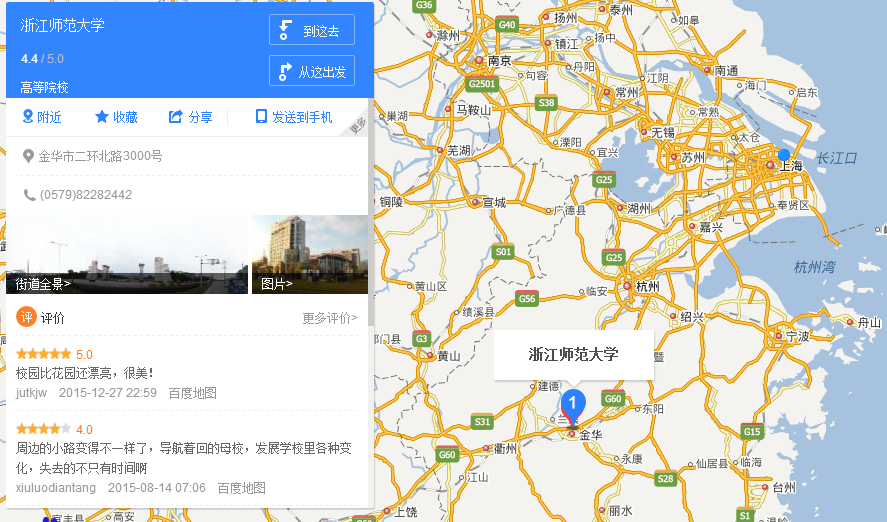 浙江师范大学
到这去
4.4 / 5.0
从这出发
高等院校
附近
收藏
分享
发送到手机
更多
金华市二环北路3000号
(0579)82282442
街道全景>
图片>
评
评价
更多评价>
5.0
校园比花园还漂亮，很美！
jutkjw 2015-12-27 22:59 百度地图
4.0
周边的小路变得不一样了，导航着回的母校，发展学校里各种变
化，失去的不只有时间啊
xiuluodiantang 2015-08-14 07:06 百度地图
G36
扬州
泰州
如皋
G40
滁州
镇江
扬中
南京
句容
丹阳
江阴
南通
海门
启东
G2501
常州
巢湖
马鞍山
S38
常熟
无锡
太仓
溧阳
芜湖
宜兴
苏州
上海
长江口
G25
铜陵
宣城
广德县
湖州
奉贤区
嘉兴
S01
G25
杭州湾
黄山区
G56
临安
杭州
绩溪县
绍兴
舟山
宁波
G3
门县
黄山
浙江师范大学
暨
建德
1
G60
东阳
兰
S31
金华
G15
衢州
G60
永康
仙居县
临海
江山
S28
台州
上饶
丽水
S1
宜丰县
高安
G60
温岭